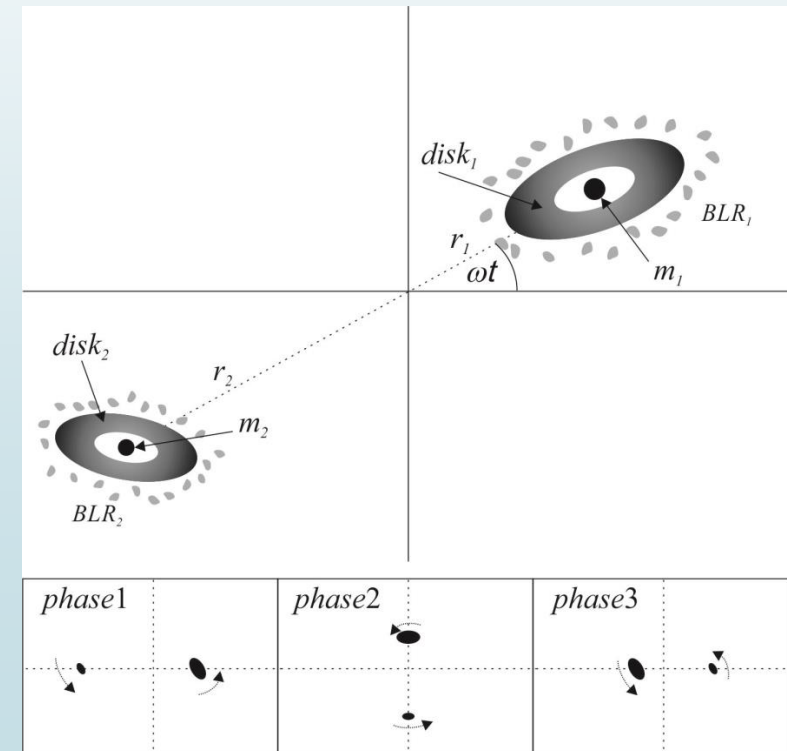 disk₁
BLR₁
r₁
ωt
m₁
disk₂
r₂
m₂
BLR₂
phase1
phase2
phase3